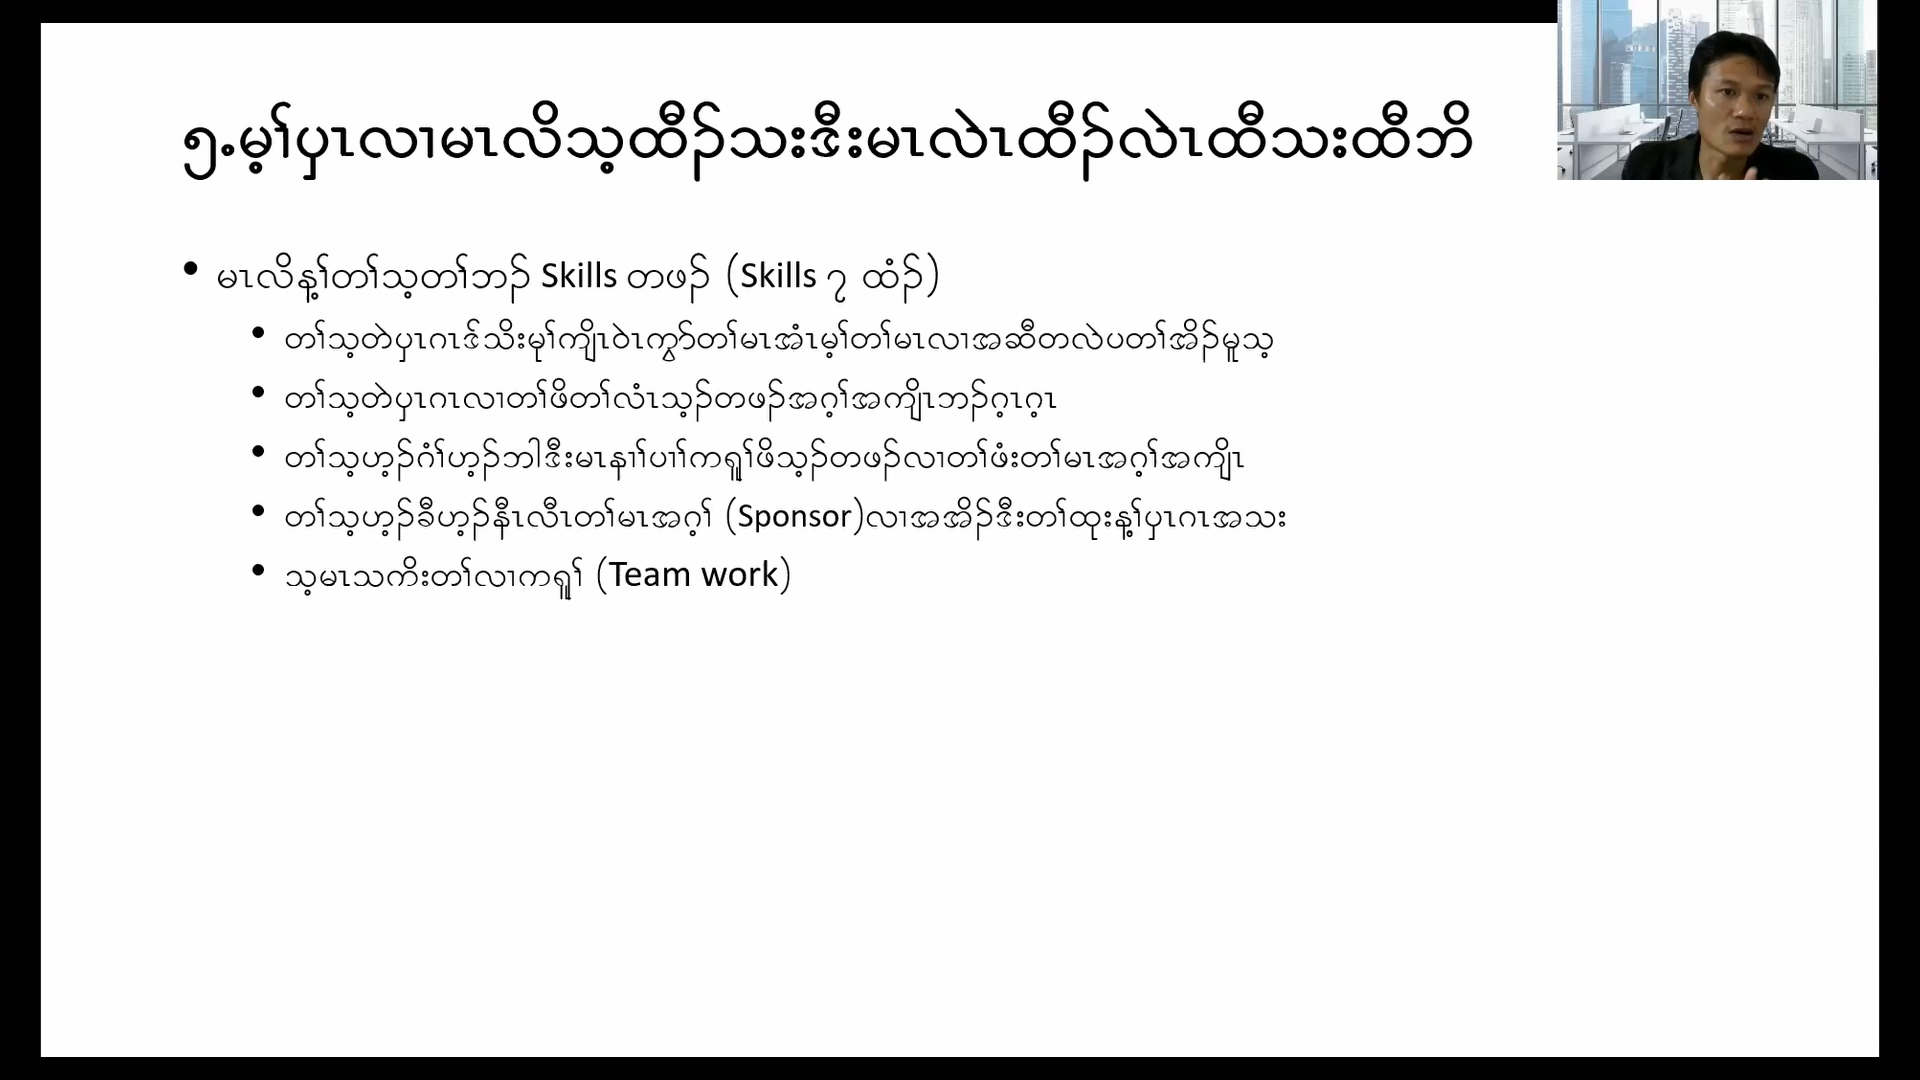 ၅.မ့ၢ်ပှၤလၢမၤလိသ့ထီၣ်သးဒီးမၤလဲၤထီၣ်လဲၤထီသးထီဘိ
• မၤလိန့ၢ်တၢ်သ့တၢ်ဘၣ် Skills တဖၣ် (Skills ၇ ထံၣ်)
• တၢ်သ့တဲပှၤဂၤဒ်သိးမုၢ်ကျိၤဝဲၤကွာ်တၢ်မၤအံၤမ့ၢ်တၢ်မၤလၢအဆီတလဲပတၢ်အိၣ်မူသ့
• တၢ်သ့တဲပှၤဂၤလၢတၢ်ဖိတၢ်လံၤသ့ၣ်တဖၣ်အဂ့ၢ်အကျိၤဘၣ်ဂ့ၤဂ့ၤ
• တၢ်သ့ဟ့ၣ်ဂံၢ်ဟ့ၣ်ဘါဒီးမၤနၢၢ်ပၢၢ်ကရူၢ်ဖိသ့ၣ်တဖၣ်လၢတၢ်ဖံးတၢ်မၤအဂ့ၢ်အကျိၤ
• တၢ်သ့ဟ့ၣ်ခီဟ့ၣ်နီၤလီၤတၢ်မၤအဂ့ၢ် (Sponsor)လၢအအိၣ်ဒီးတၢ်ထုးန့ၢ်ပှၤဂၤအသး
• သ့မၤသကိးတၢ်လၢကရူၢ် (Team work)